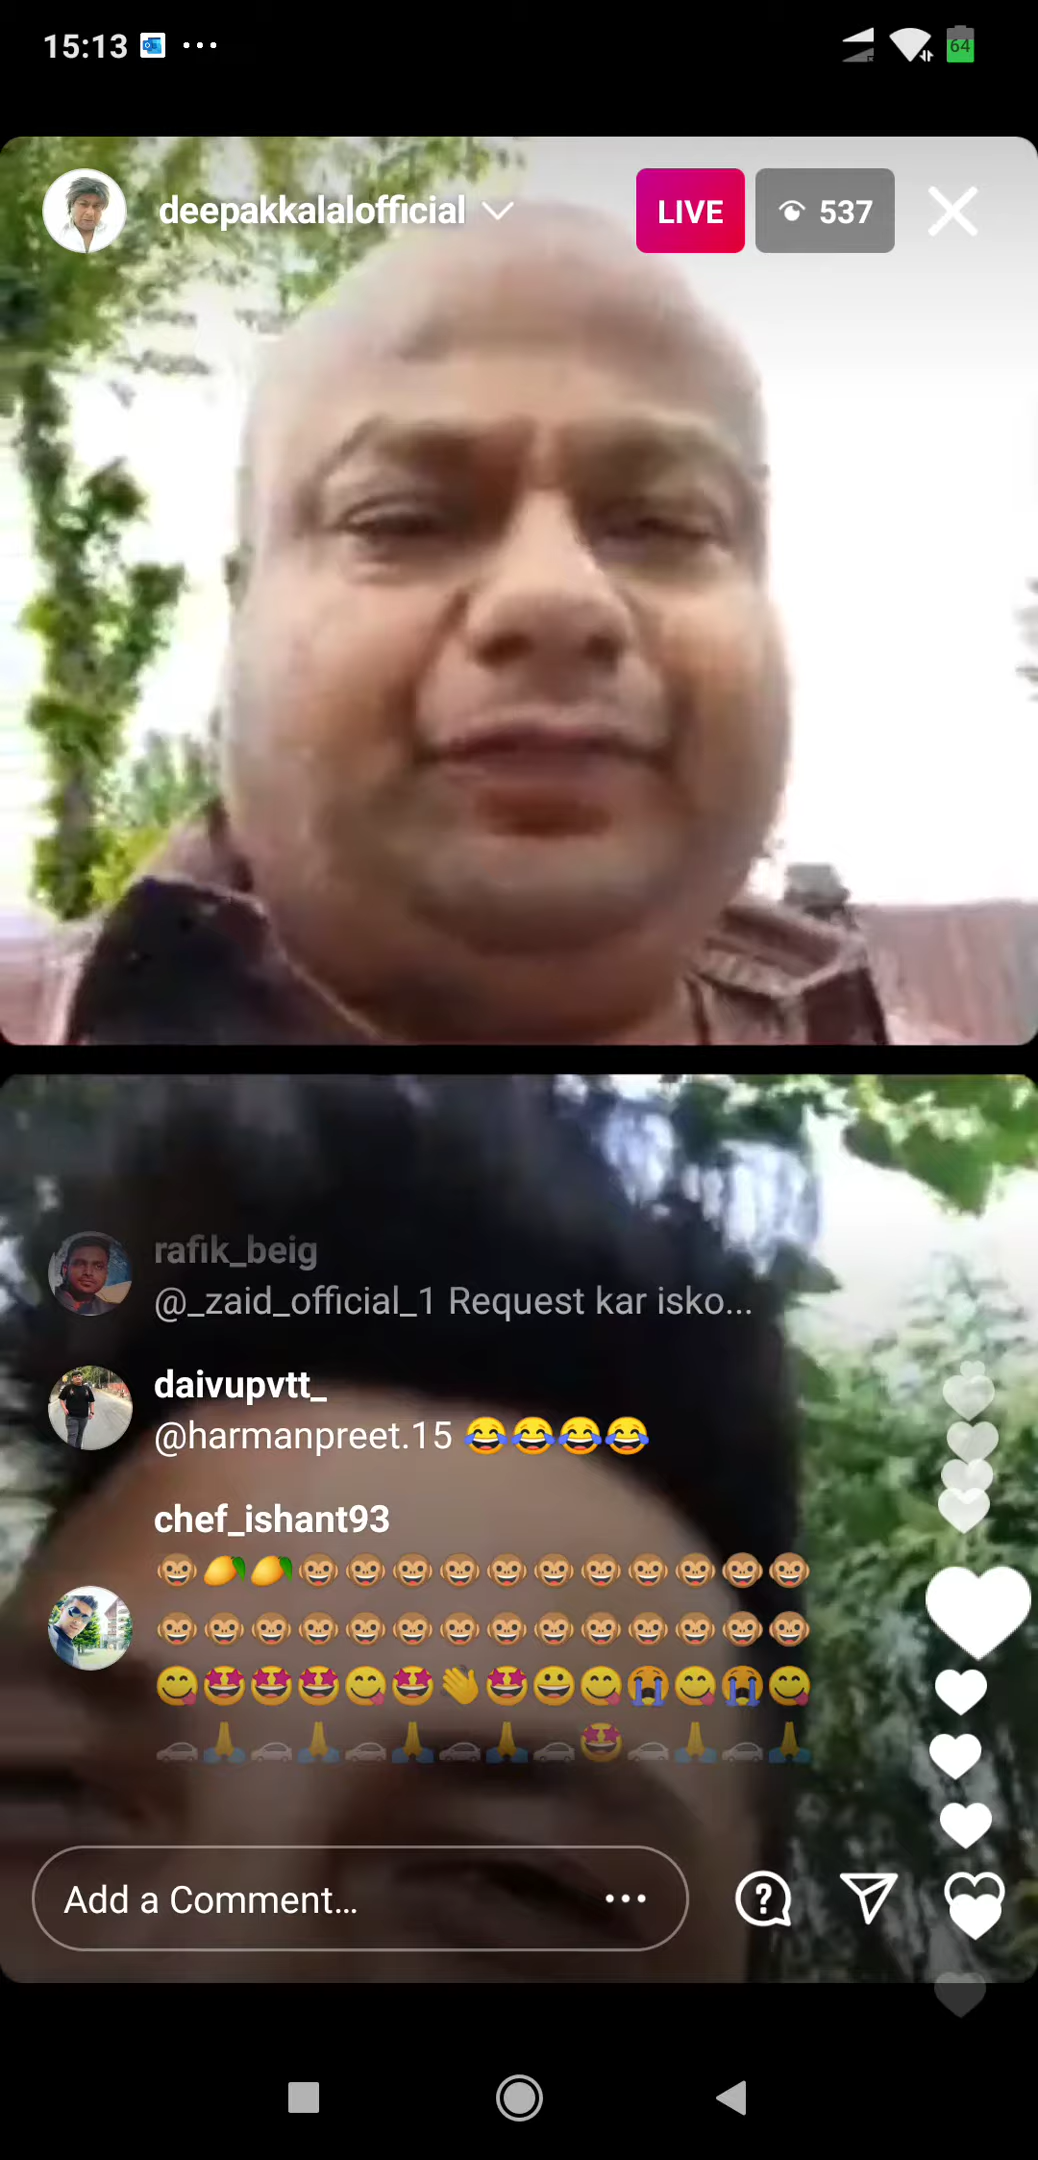 15:13
64
deepakkalalofficial
LIVE
537
rafik_beig
@_zaid_official_1 Request kar isko...
daivupvtt_
@harmanpreet.15 😂😂😂😂
chef_ishant93
🐵🥭🥭🐵🐵🐵🐵🐵🐵🐵🐵🐵🐵🐵
🐵🐵🐵🐵🐵🐵🐵🐵🐵🐵🐵🐵🐵🐵
😋🤩🤩🤩😋🤩👋🤩😀😋😭😋😭😋
🚗🙏🚗🙏🚗🙏🚗🙏🚗🤩🚗🙏🚗🙏
Add a Comment...